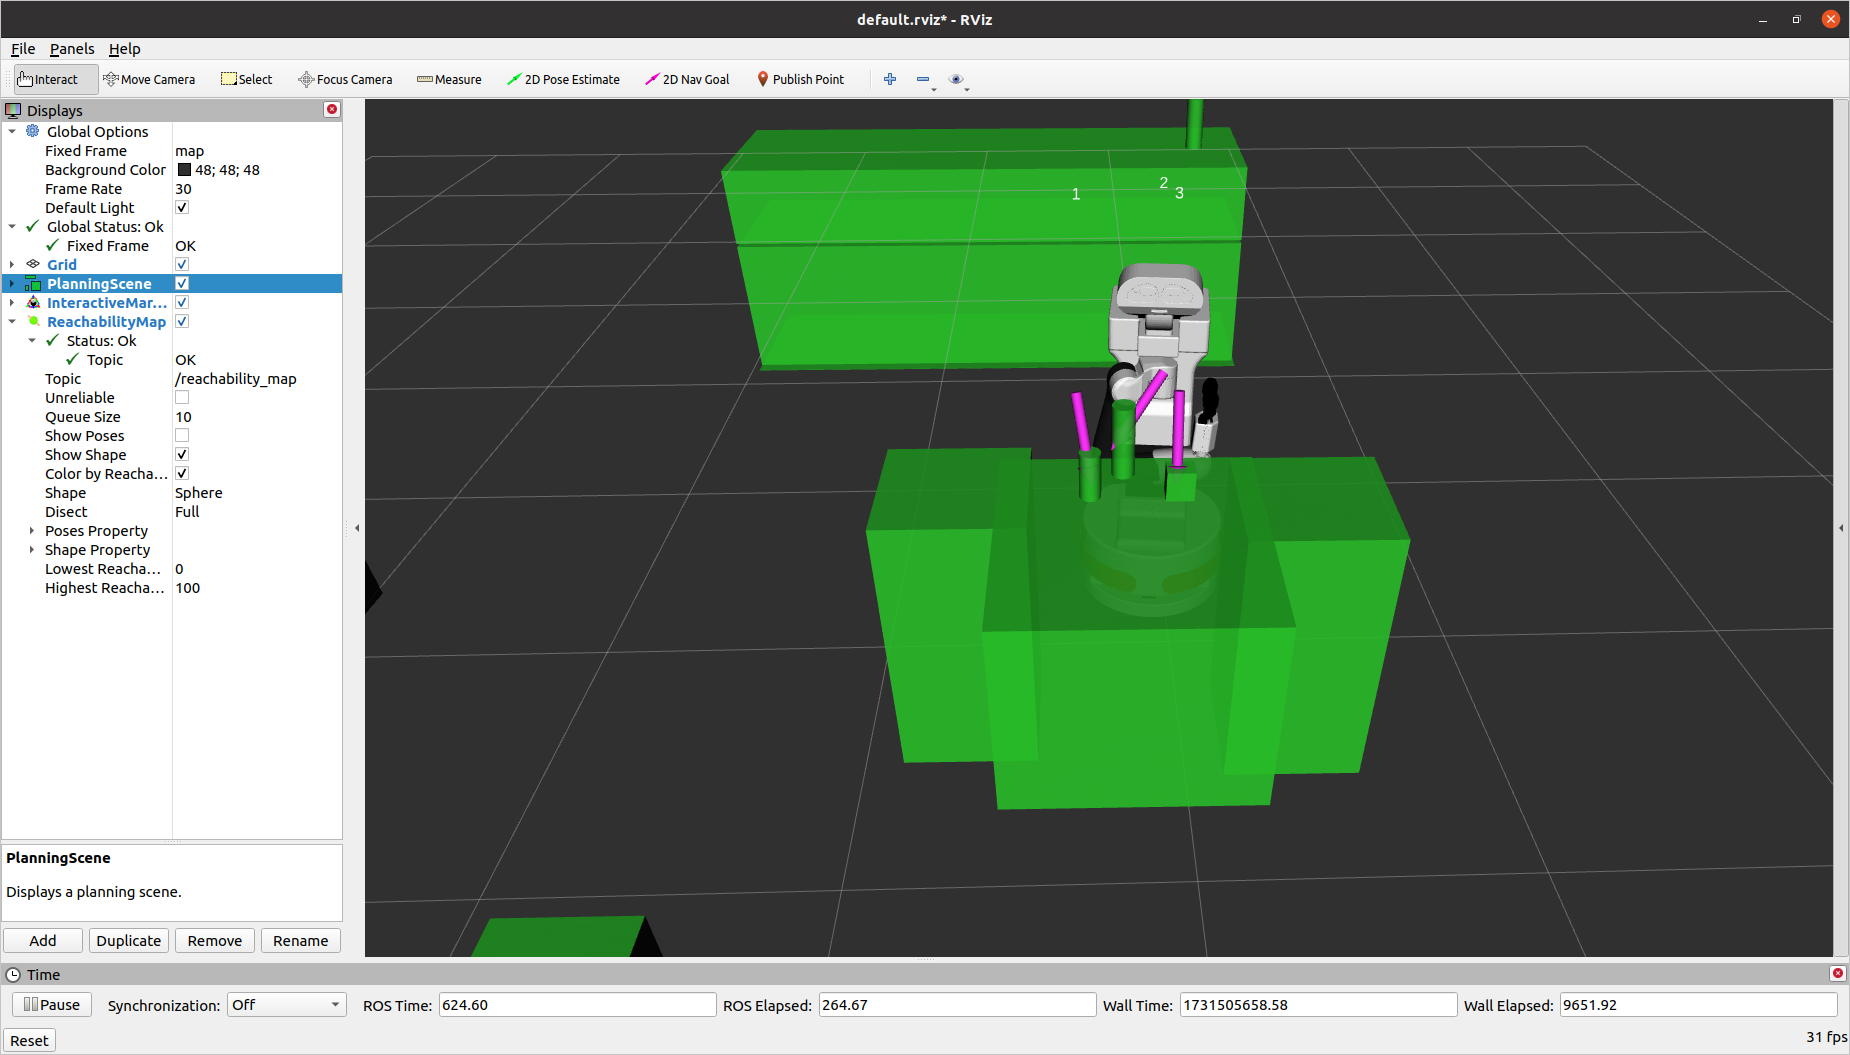 default.rviz* - RViz
File Panels Help
Interact Move Camera Select Focus Camera Measure 2D Pose Estimate 2D Nav Goal Publish Point
Displays
Global Options
Fixed Frame map
Background Color 48; 48; 48
Frame Rate 30
Default Light
Global Status: Ok
Fixed Frame OK
Grid
PlanningScene
InteractiveMar...
ReachabilityMap
Status: Ok
Topic OK
Topic /reachability_map
Unreliable
Queue Size 10
Show Poses
Show Shape
Color by Reacha...
Shape Sphere
Disect Full
Poses Property
Shape Property
Lowest Reacha... 0
Highest Reacha... 100
1
2
3
PlanningScene
Displays a planning scene.
Add Duplicate Remove Rename
Time
Pause Synchronization: Off ROS Time: 624.60 ROS Elapsed: 264.67 Wall Time: 1731505658.58 Wall Elapsed: 9651.92
Reset 31 fps